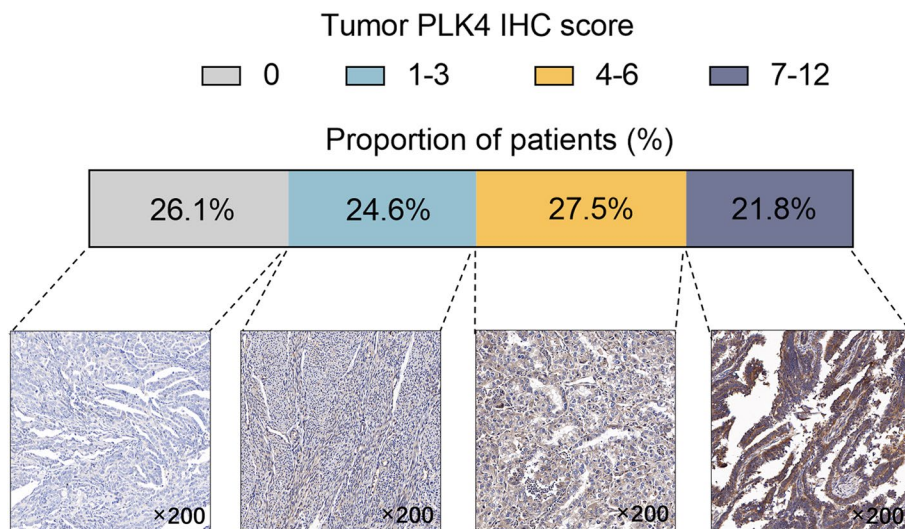 Tumor PLK4 IHC score
0 1-3 4-6 7-12
Proportion of patients (%)
26.1% 24.6% 27.5% 21.8%
×200 ×200 ×200 ×200